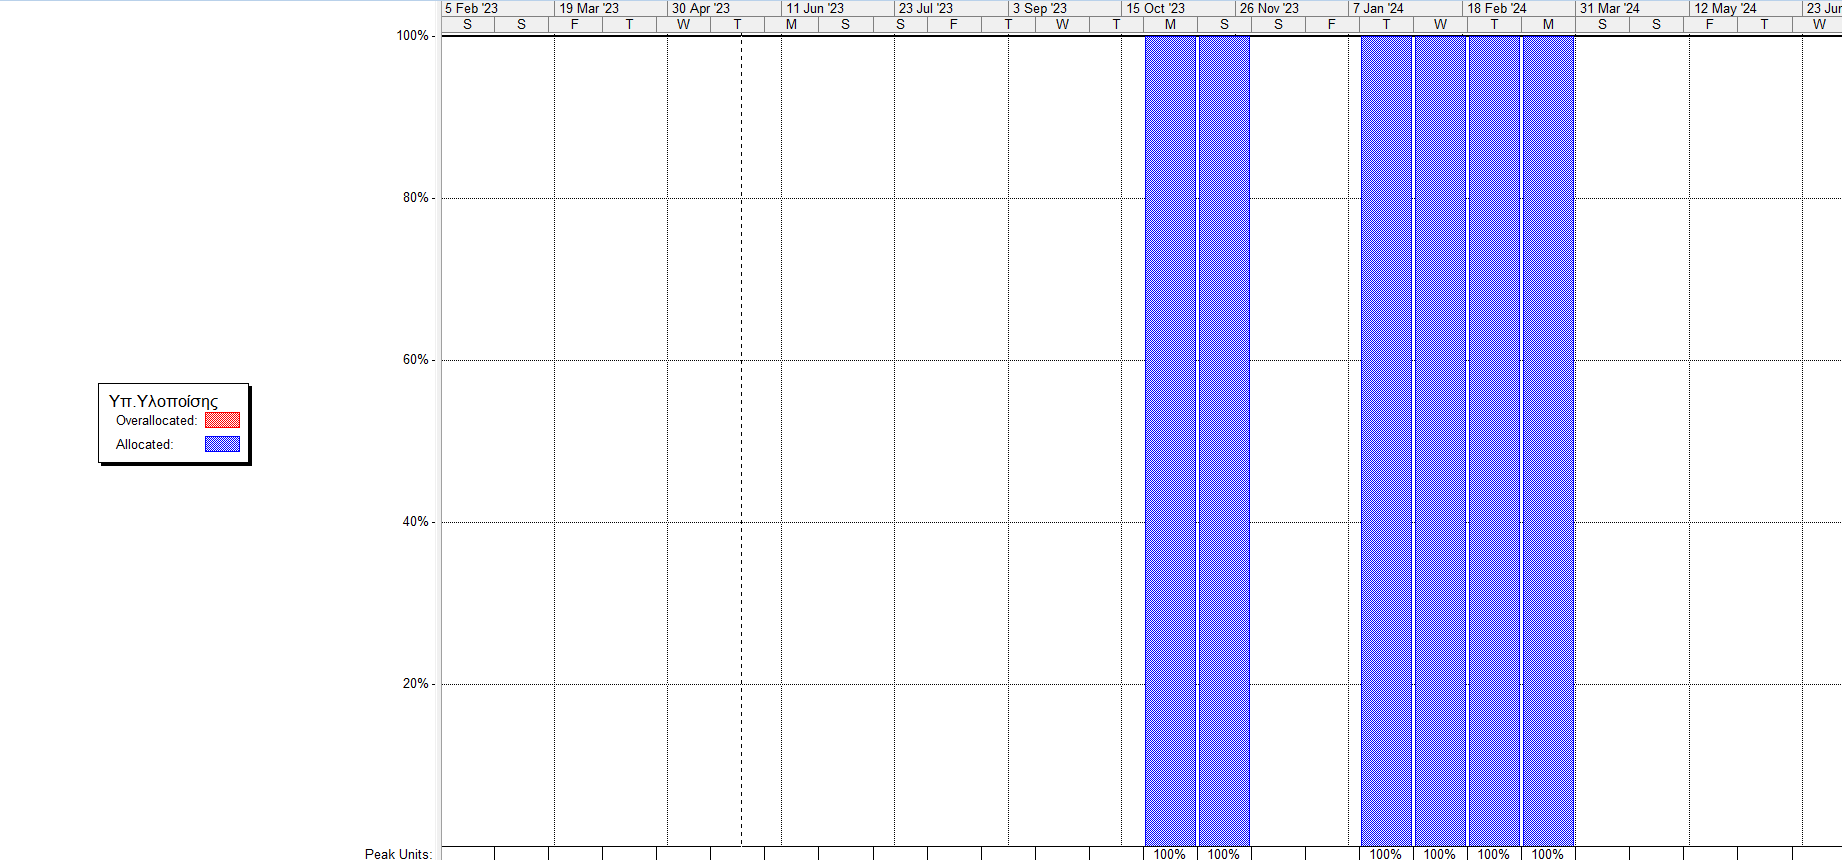 5 Feb '23 19 Mar '23 30 Apr '23 11 Jun '23 23 Jul '23 3 Sep '23 15 Oct '23 26 Nov '23 7 Jan '24 18 Feb '24 31 Mar '24 12 May '24 23 Jun
S S F T W T M S S F T W T M S S F T W T M S S F T W
100%
80%
60%
40%
20%
Υπ.Υλοποίσης
Overallocated:
Allocated:
Peak Units: 100% 100% 100% 100% 100% 100%